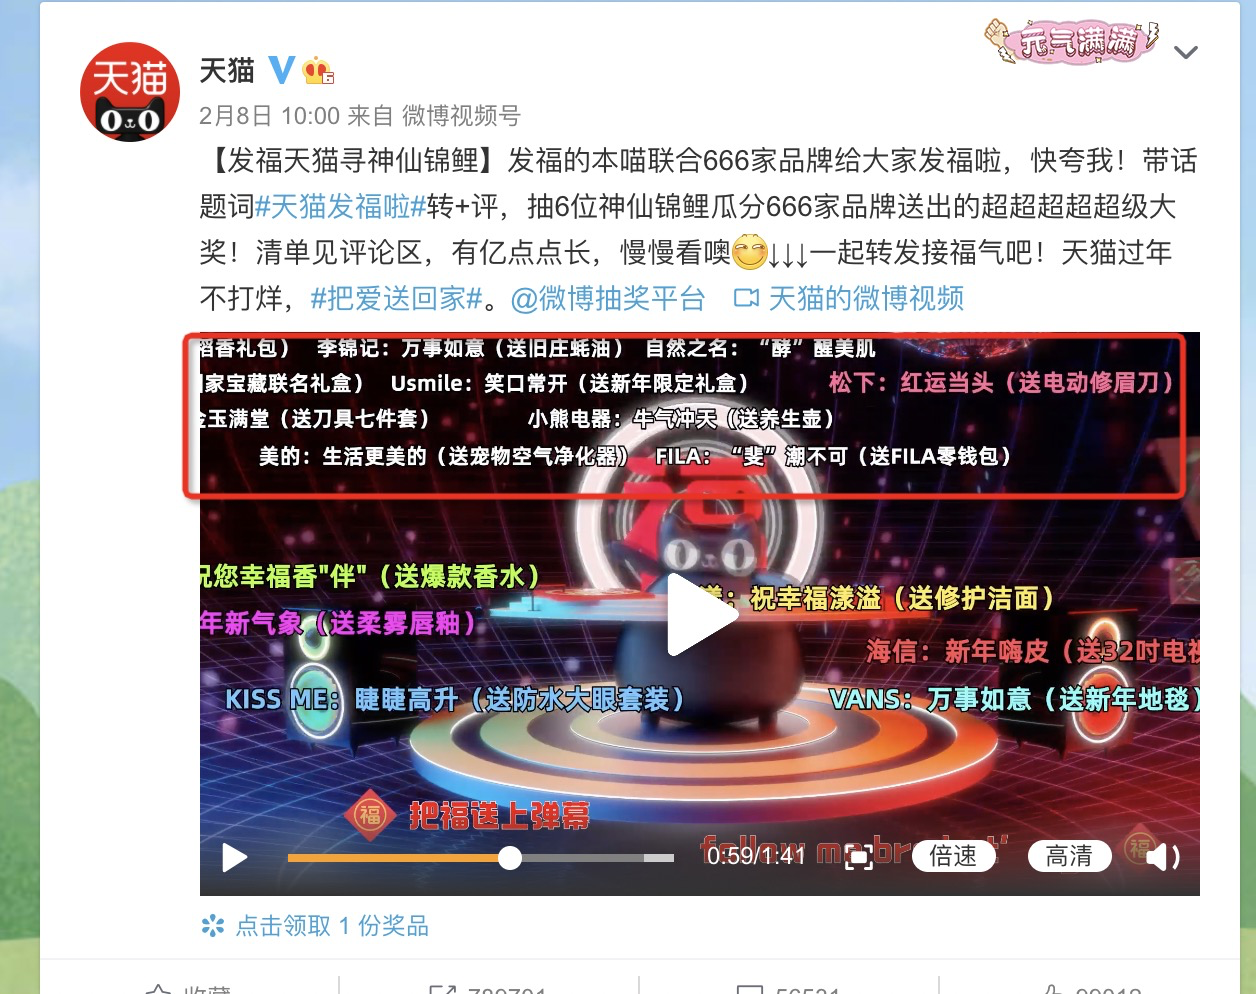 元气满满
天猫
天猫
2月8日 10:00 来自 微博视频号
【发福天猫寻神仙锦鲤】发福的本喵联合666家品牌给大家发福啦，快夸我！带话
题词#天猫发福啦#转+评，抽6位神仙锦鲤瓜分666家品牌送出的超超超超超级大
奖！清单见评论区，有亿点点长，慢慢看噢↓↓↓一起转发接福气吧！天猫过年
不打烊，#把爱送回家#。@微博抽奖平台 天猫的微博视频
稻香礼包） 李锦记：万事如意（送旧庄蚝油） 自然之名：“酵”醒美肌
家宝藏联名礼盒） Usmile：笑口常开（送新年限定礼盒） 松下：红运当头（送电动修眉刀）
金玉满堂（送刀具七件套） 小熊电器：牛气冲天（送养生壶）
美的：生活更美的（送宠物空气净化器） FILA：“斐”潮不可（送FILA零钱包）
祝您幸福香"伴"（送爆款香水）
：祝幸福漾溢（送修护洁面）
年新气象（送柔雾唇釉）
海信：新年嗨皮（送32吋电视
KISS ME：睫睫高升（送防水大眼套装） VANS：万事如意（送新年地毯）
福 把福送上弹幕
follow me
0:59/1:41 倍速 高清
福
点击领取 1 份奖品
收藏 789701 56531 99012